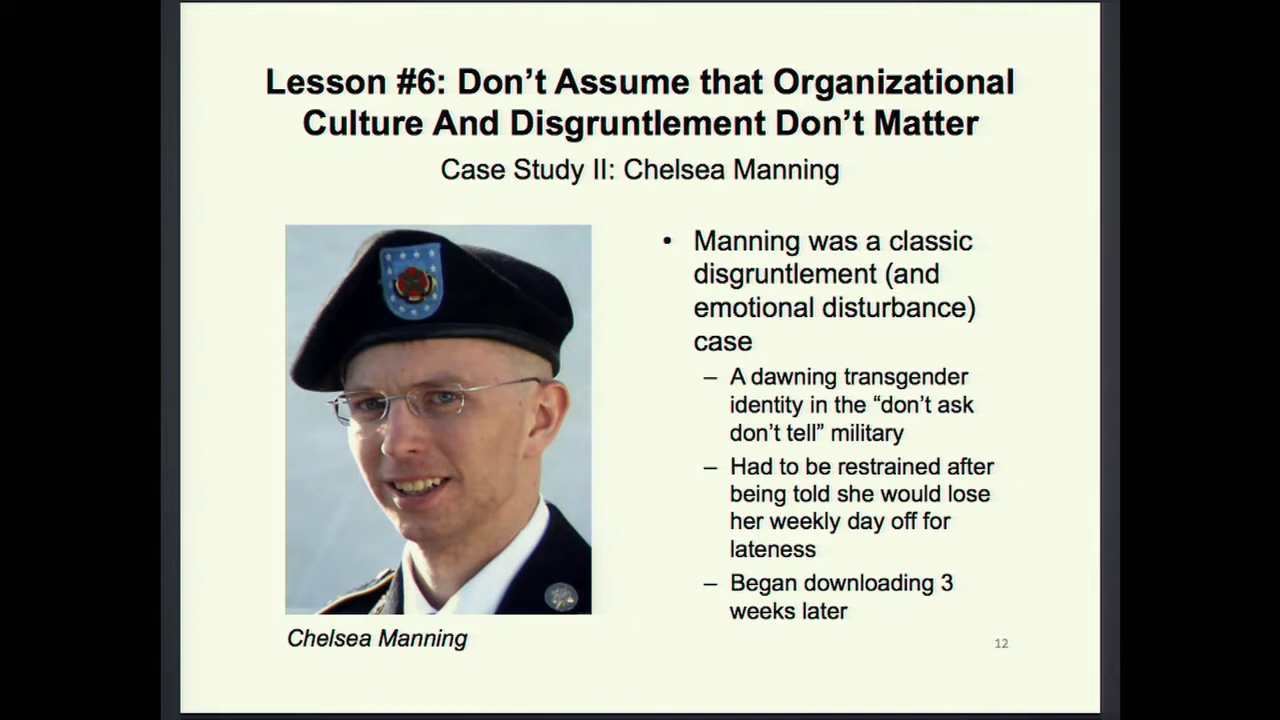 Lesson #6: Don’t Assume that Organizational
Culture And Disgruntlement Don’t Matter
Case Study II: Chelsea Manning
• Manning was a classic
disgruntlement (and
emotional disturbance)
case
– A dawning transgender
identity in the “don’t ask
don’t tell” military
– Had to be restrained after
being told she would lose
her weekly day off for
lateness
– Began downloading 3
weeks later
Chelsea Manning
12